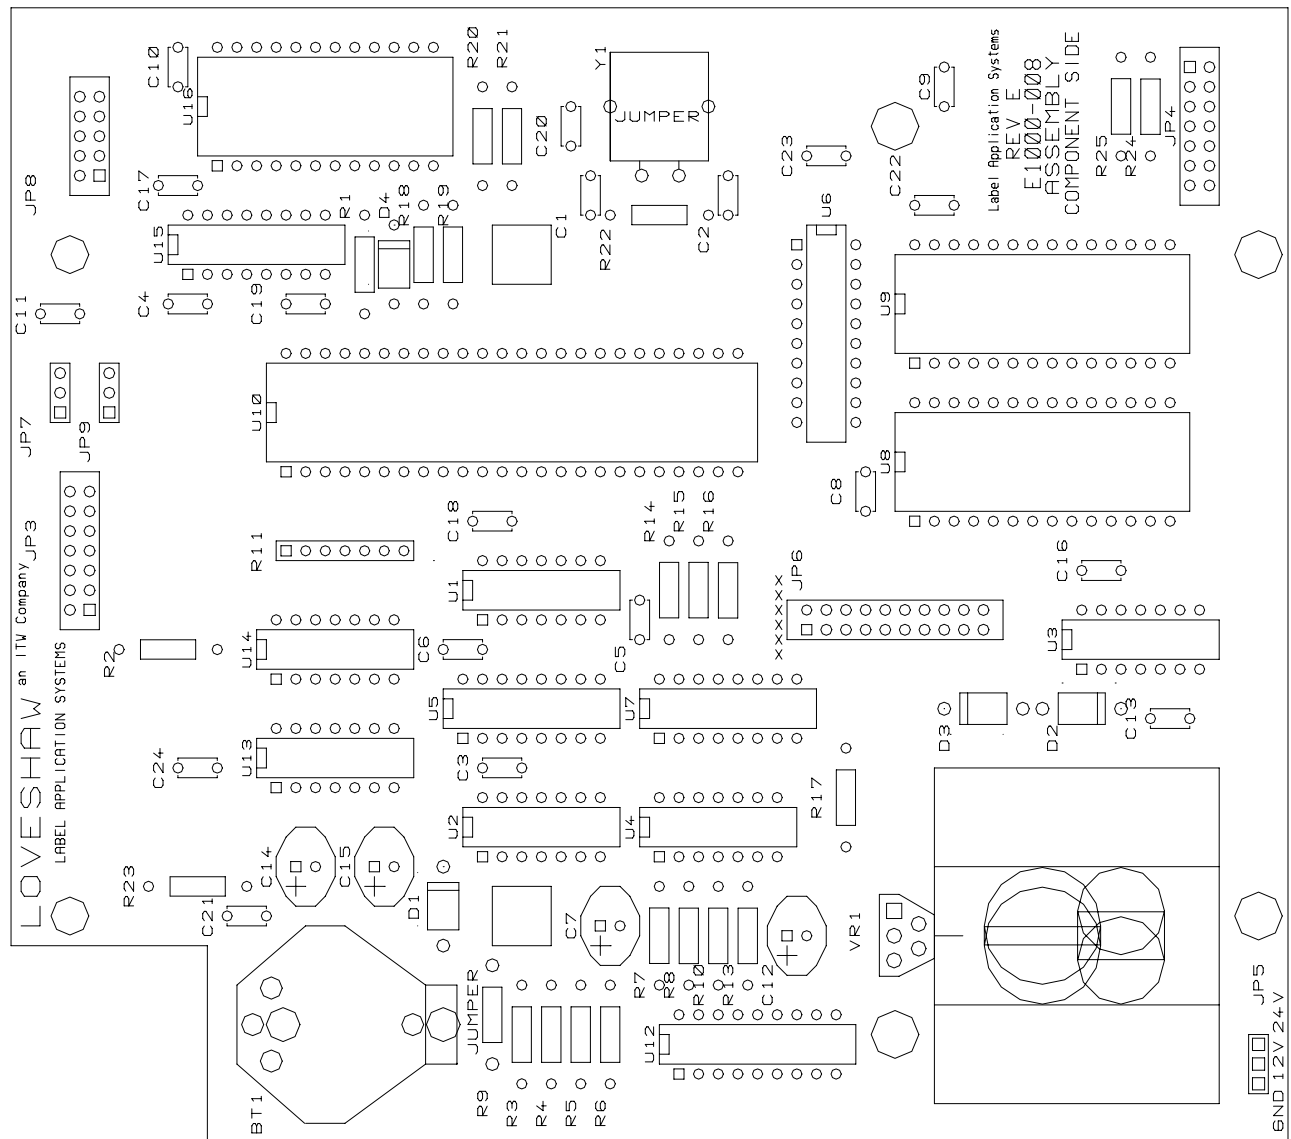 C10
U16
R20
R21
Y1
JUMPER
C20
C9
Label Application Systems
REV E
E1000-008
ASSEMBLY
COMPONENT SIDE
R25
R24
JP4
JP8
C17
U15
R1
D4
R18
R19
C1
R22
C2
C23
U6
C22
C11
C4
C19
U9
JP7
JP9
U10
U8
C8
JP3
R11
C18
U1
R14
R15
R16
C5
JP6
XXXXXX
C16
U3
R2
U14
C6
U5
U7
D3
D2
C13
LOVESHAW an ITW Company
LABEL APPLICATION SYSTEMS
C24
U13
C3
U2
U4
R17
R23
C21
C14
C15
D1
C7
R7
R8
R10
R13
C12
VR1
BT1
JUMPER
R9
R3
R4
R5
R6
U12
JP5
GND 12V 24V